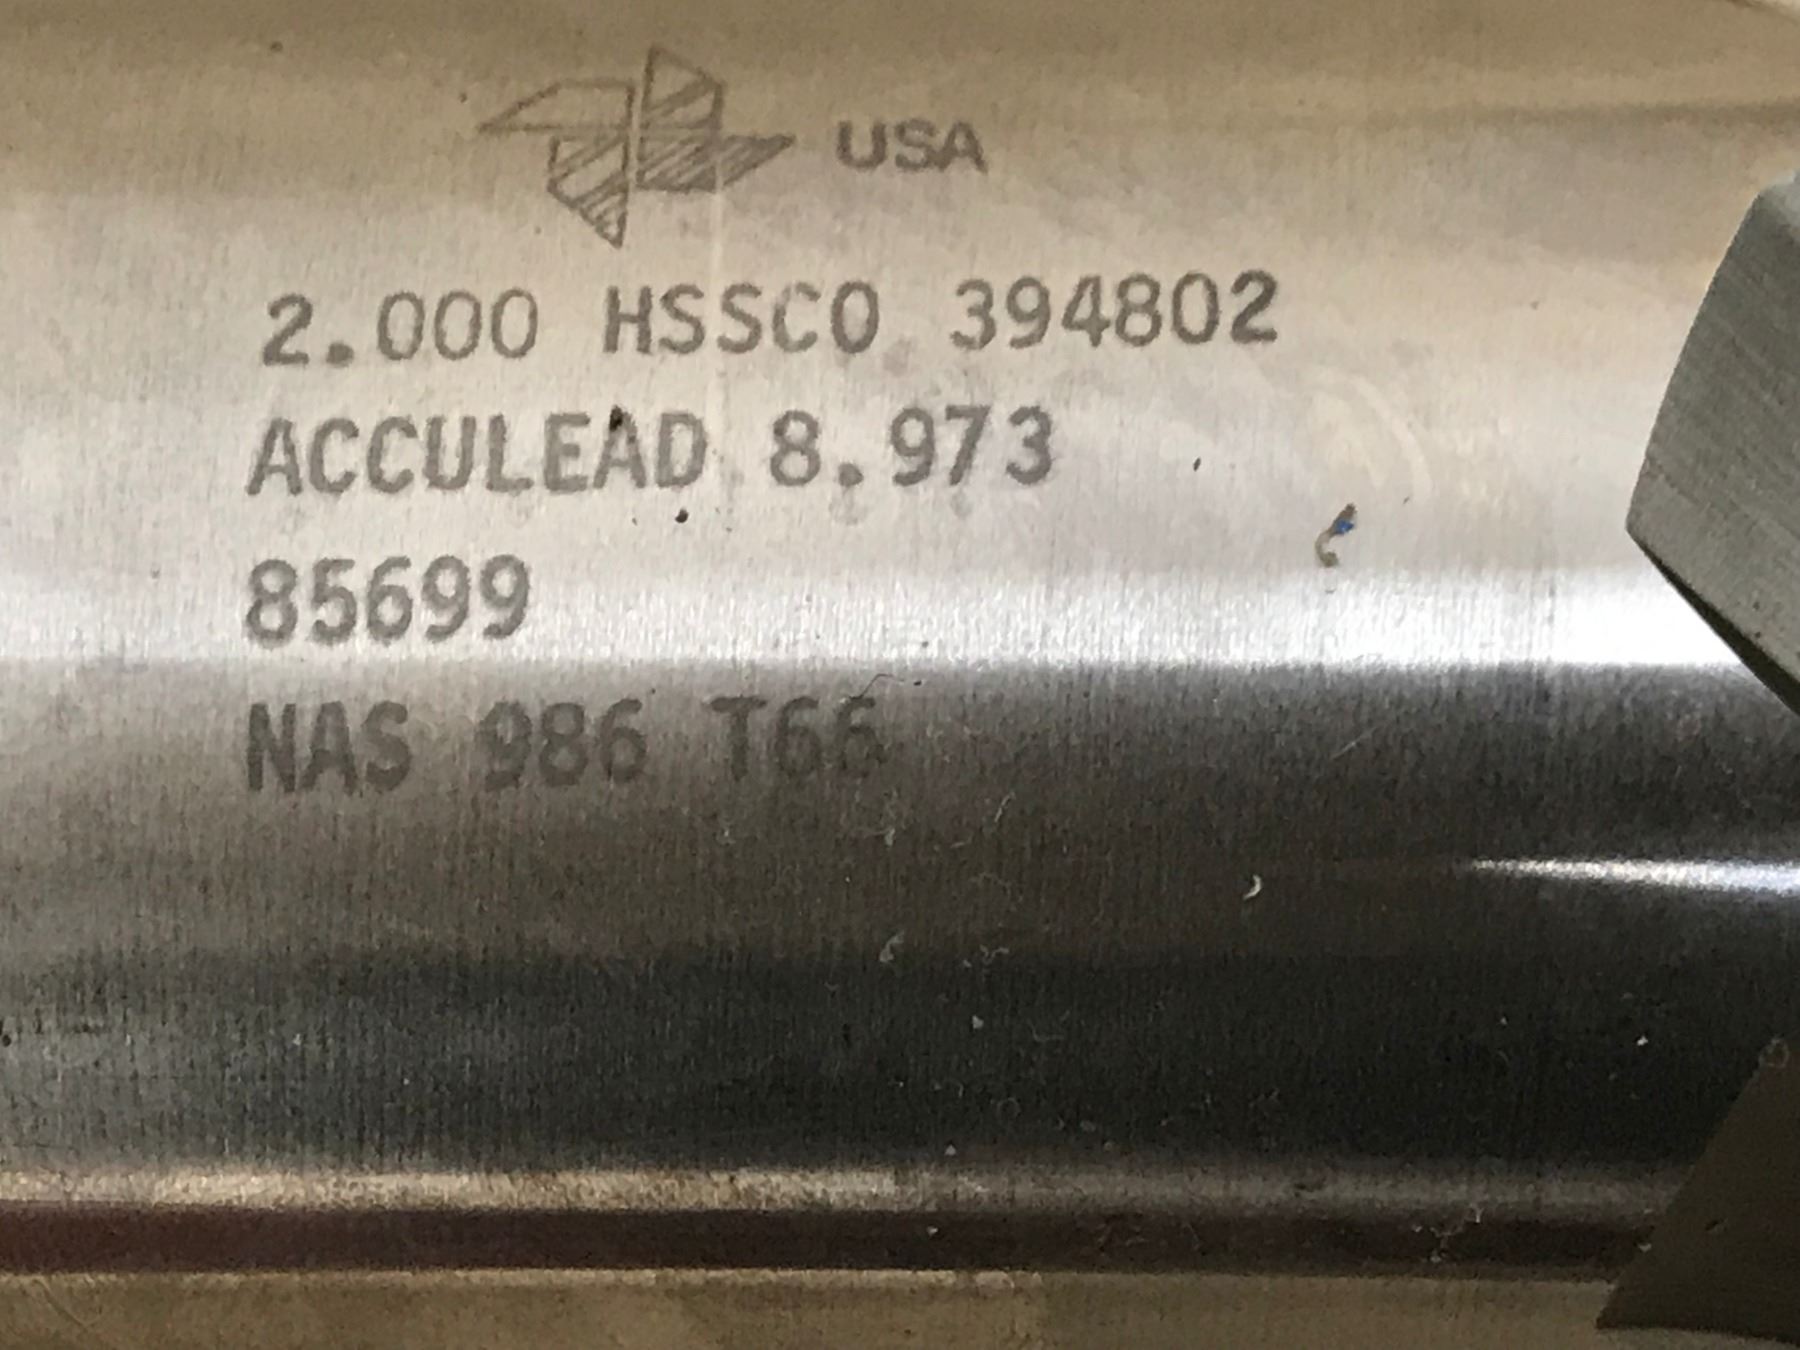 USA
2.000 HSSCO 394802
ACCULEAD 8.973
85699
NAS 986 T66